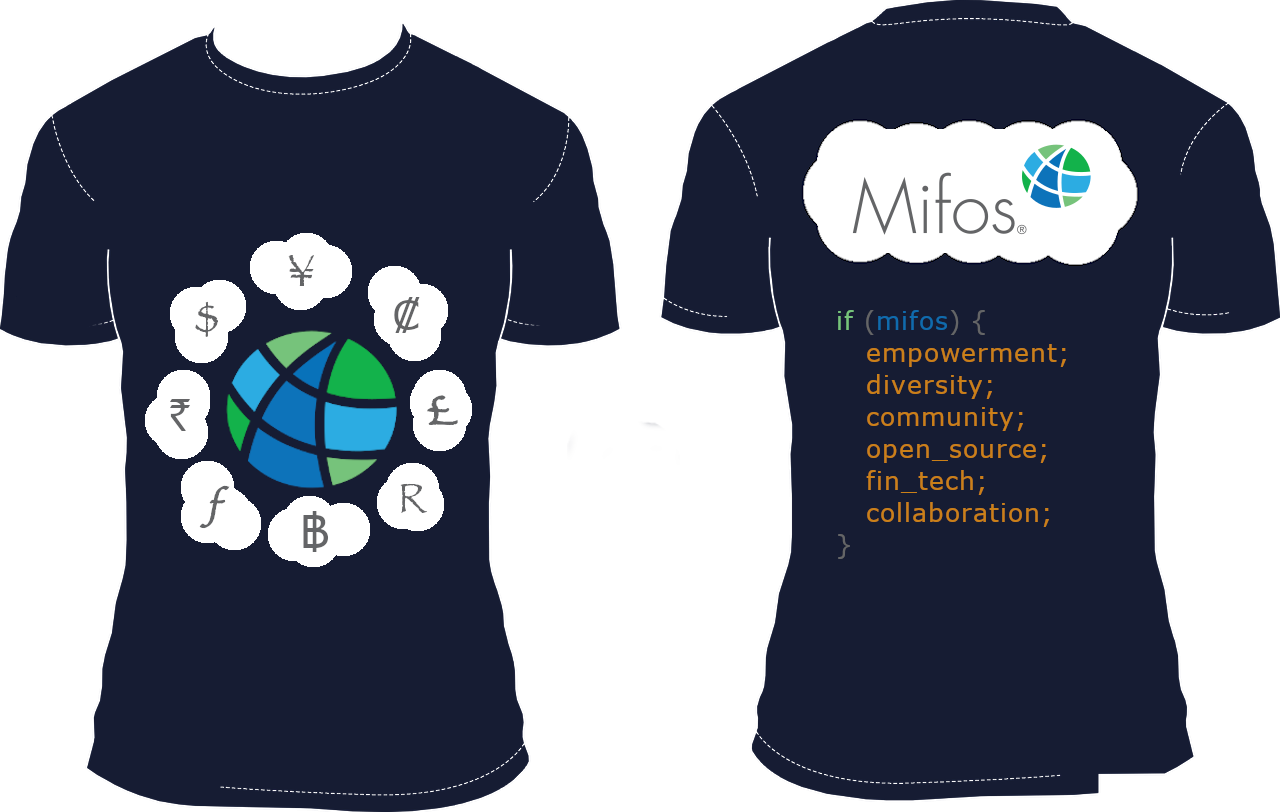 ¥
$
₡
₹
£
ƒ
฿
R
Mifos®
if (mifos) {
empowerment;
diversity;
community;
open_source;
fin_tech;
collaboration;
}